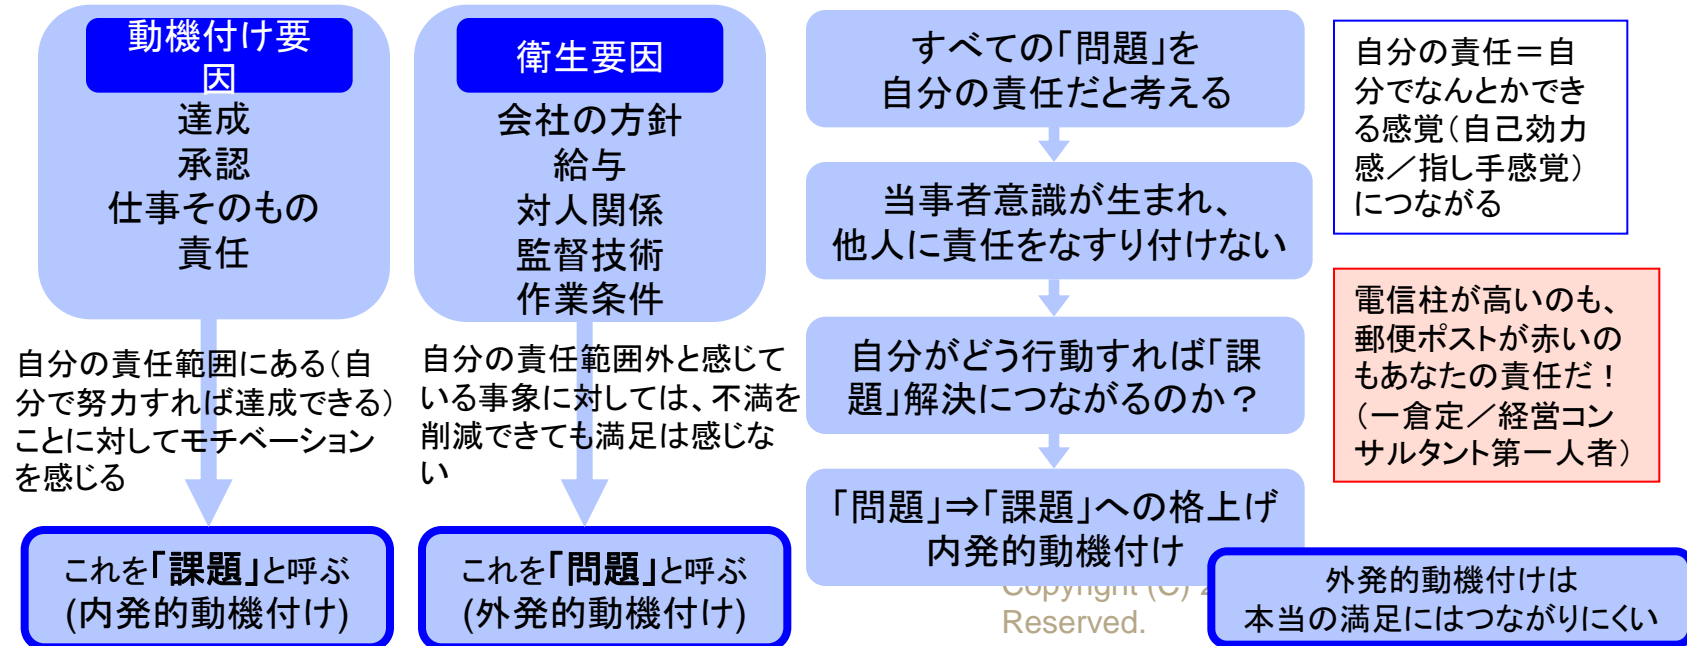 動機付け要
因
達成
承認
仕事そのもの
責任
自分の責任範囲にある（自
分で努力すれば達成できる）
ことに対してモチベーション
を感じる
これを「課題」と呼ぶ
(内発的動機付け)
衛生要因
会社の方針
給与
対人関係
監督技術
作業条件
自分の責任範囲外と感じて
いる事象に対しては、不満を
削減できても満足は感じな
い
これを「問題」と呼ぶ
(外発的動機付け)
すべての「問題」を
自分の責任だと考える
当事者意識が生まれ、
他人に責任をなすり付けない
自分がどう行動すれば「課
題」解決につながるのか？
「問題」⇒「課題」への格上げ
内発的動機付け
自分の責任＝自
分でなんとかでき
る感覚（自己効力
感／指し手感覚）
につながる
電信柱が高いのも、
郵便ポストが赤いの
もあなたの責任だ！
（一倉定／経営コン
サルタント第一人者）
外発的動機付けは
本当の満足にはつながりにくい
Copyright (C)
Reserved.